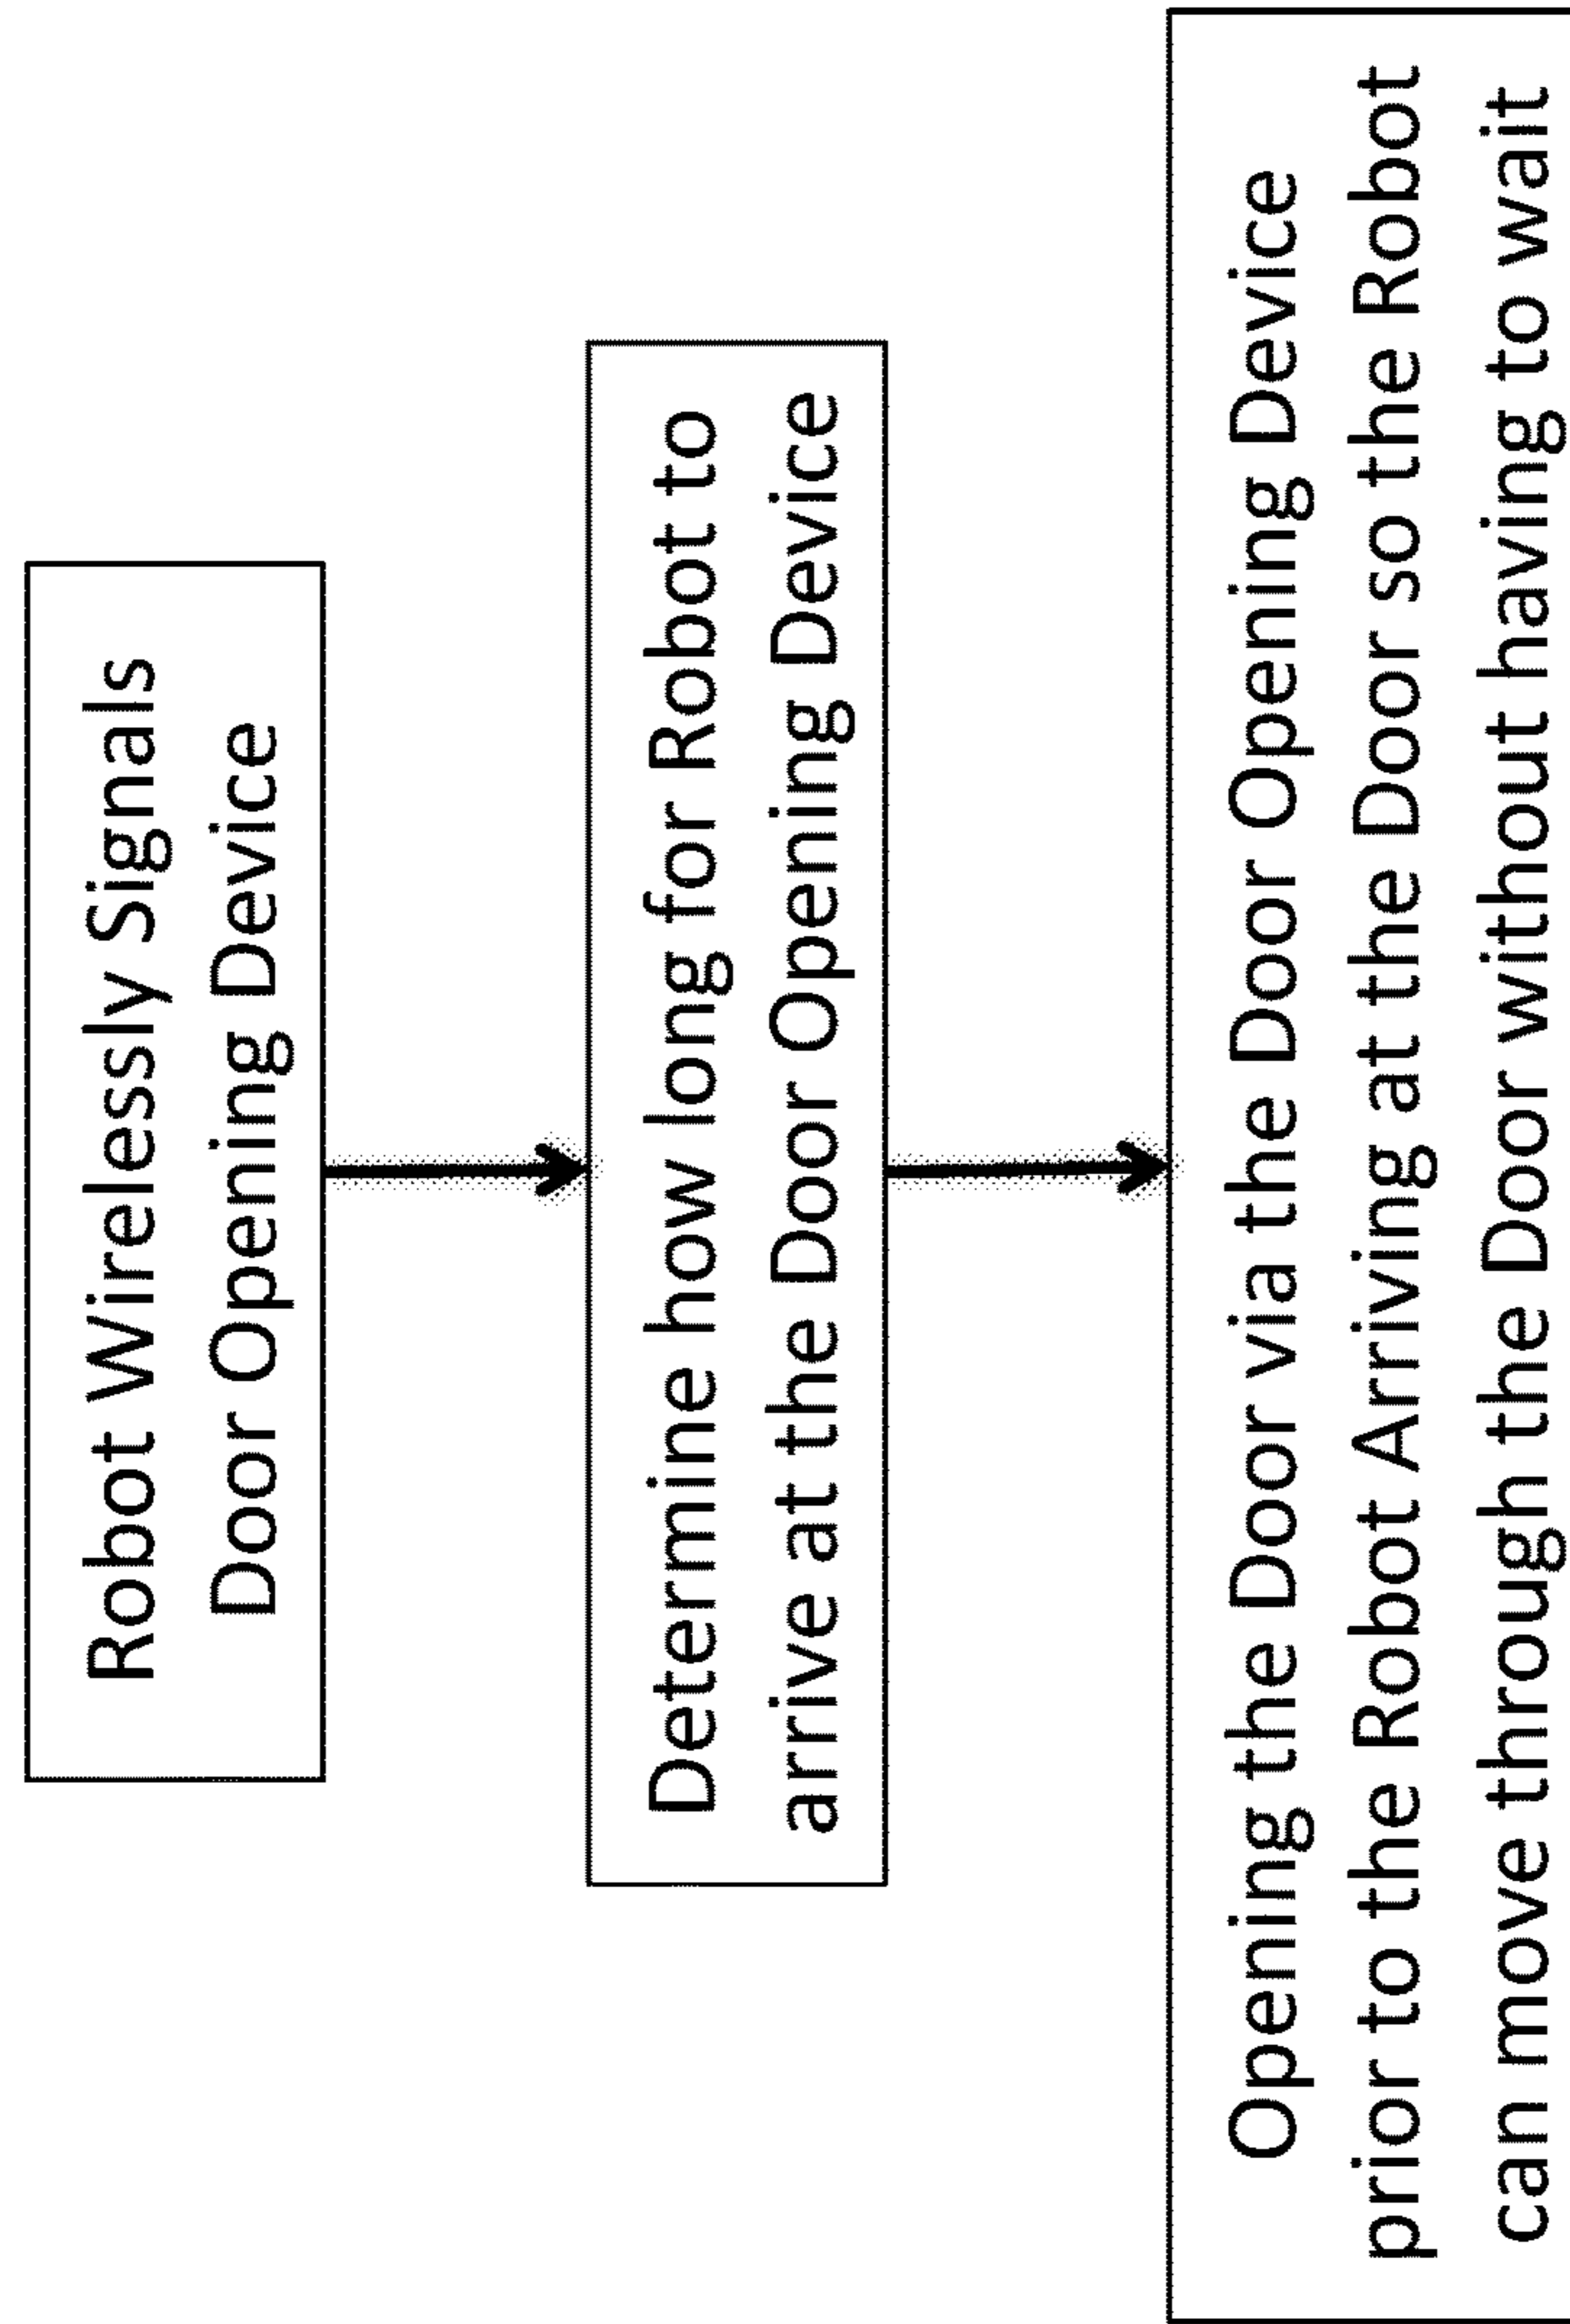 Robot Wirelessly Signals
Door Opening Device
Determine how long for Robot to
arrive at the Door Opening Device
Opening the Door via the Door Opening Device
prior to the Robot Arriving at the Door so the Robot
can move through the Door without having to wait